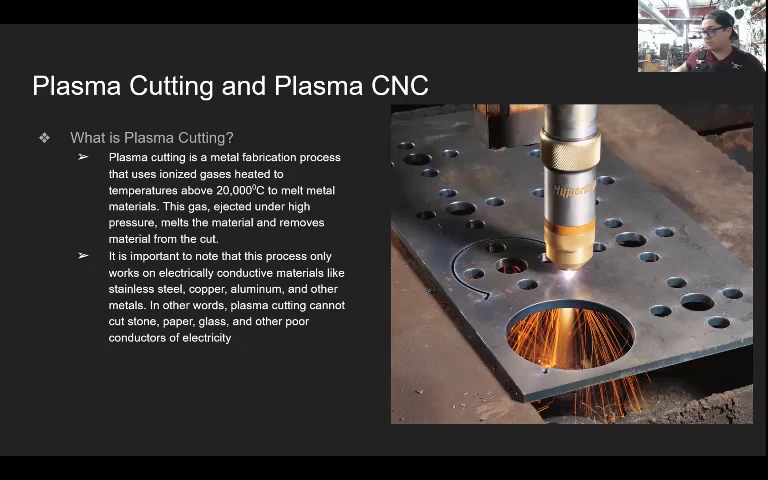 Plasma Cutting and Plasma CNC
❖ What is Plasma Cutting?
➢ Plasma cutting is a metal fabrication process
that uses ionized gases heated to
temperatures above 20,000⁰C to melt metal
materials. This gas, ejected under high
pressure, melts the material and removes
material from the cut.
➢ It is important to note that this process only
works on electrically conductive materials like
stainless steel, copper, aluminum, and other
metals. In other words, plasma cutting cannot
cut stone, paper, glass, and other poor
conductors of electricity